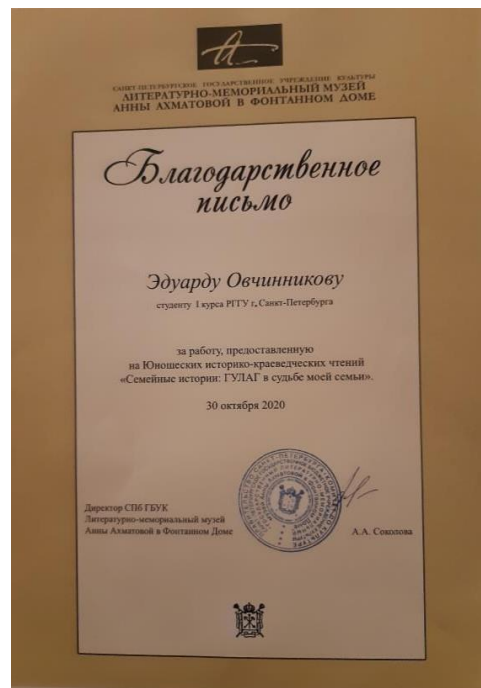 САНКТ-ПЕТЕРБУРГСКОЕ ГОСУДАРСТВЕННОЕ УЧРЕЖДЕНИЕ КУЛЬТУРЫ
ЛИТЕРАТУРНО-МЕМОРИАЛЬНЫЙ МУЗЕЙ
АННЫ АХМАТОВОЙ В ФОНТАННОМ ДОМЕ
Благодарственное
письмо
Эдуарду Овчинникову
студенту I курса РГГУ г. Санкт-Петербурга
за работу, предоставленную
на Юношеских историко-краеведческих чтений
«Семейные истории: ГУЛАГ в судьбе моей семьи».
30 октября 2020
Директор СПб ГБУК
Литературно-мемориальный музей
Анны Ахматовой в Фонтанном Доме
А.А. Соколова